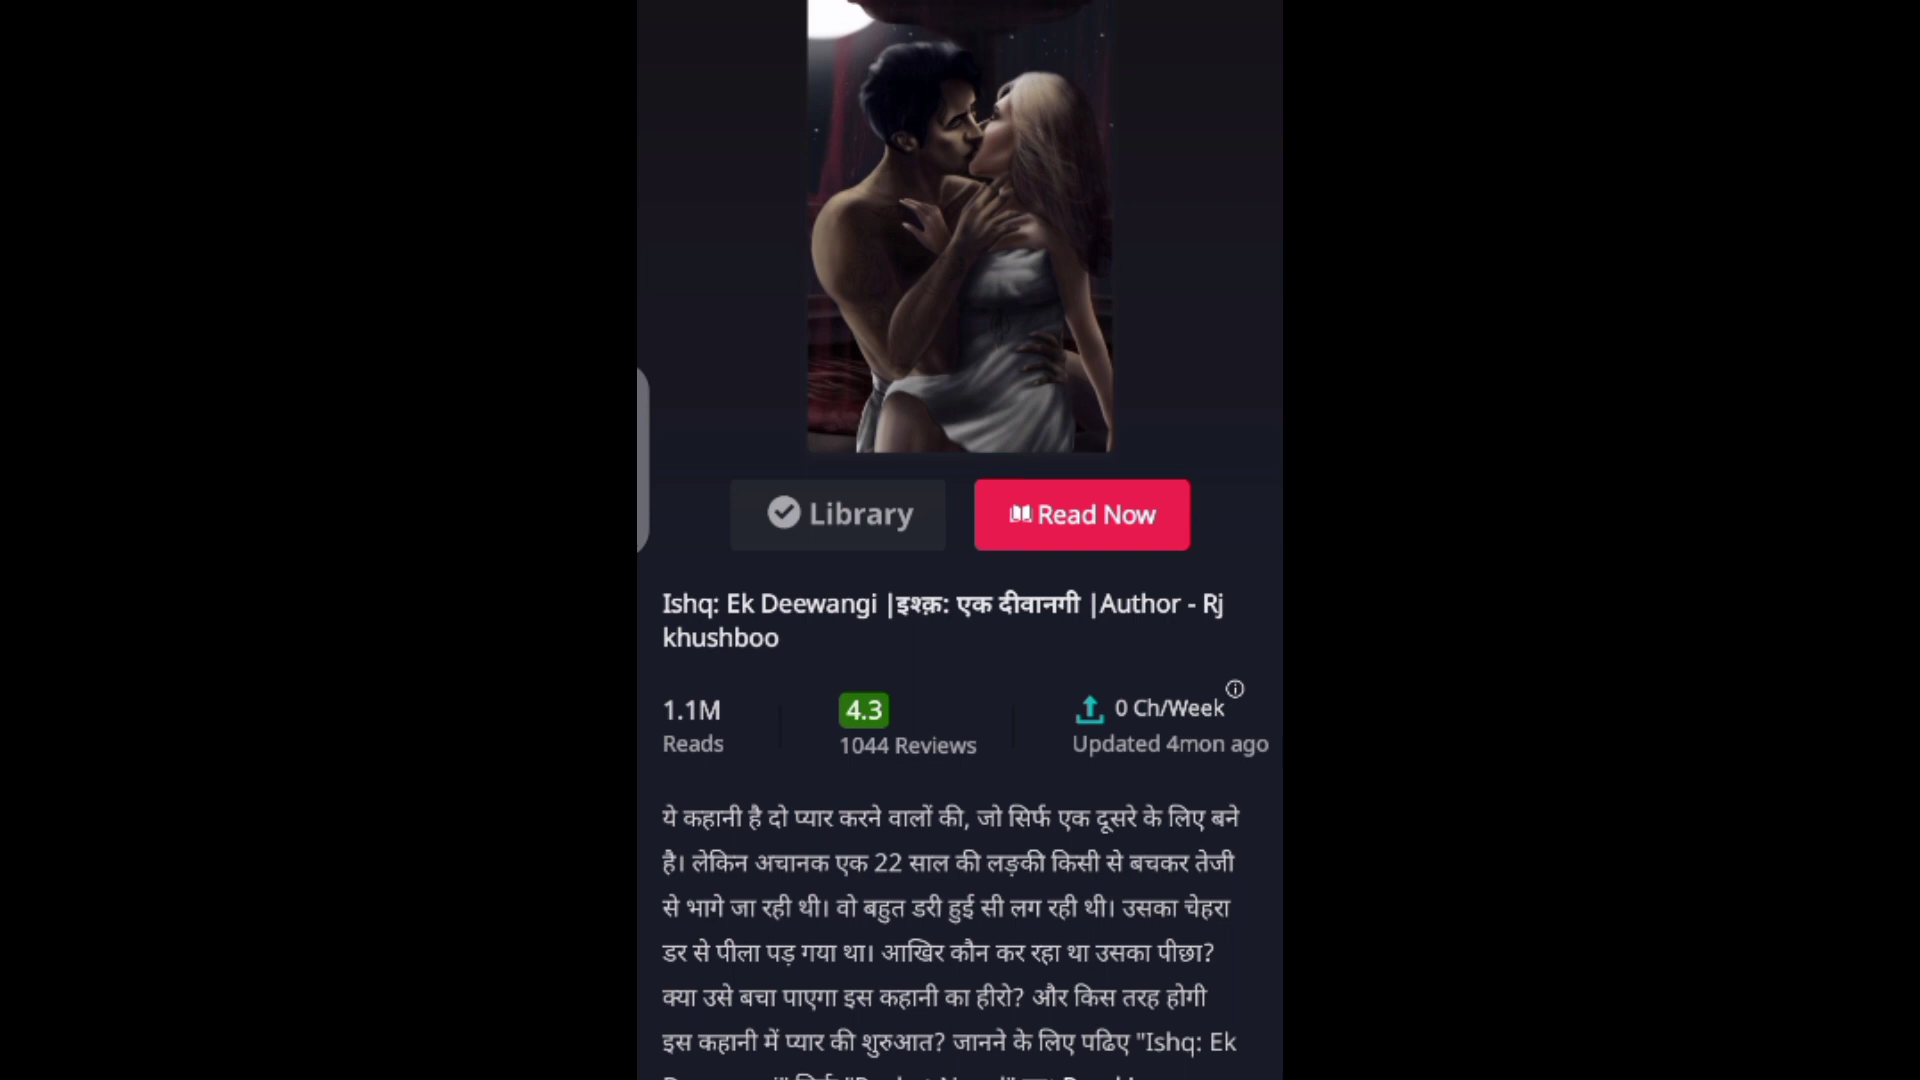 Library
Read Now
Ishq: Ek Deewangi |इश्क़: एक दीवानगी |Author - Rj
khushboo
1.1M
Reads
4.3
1044 Reviews
0 Ch/Week
Updated 4mon ago
ये कहानी है दो प्यार करने वालों की, जो सिर्फ एक दूसरे के लिए बने
है। लेकिन अचानक एक 22 साल की लड़की किसी से बचकर तेजी
से भागे जा रही थी। वो बहुत डरी हुई सी लग रही थी। उसका चेहरा
डर से पीला पड़ गया था। आखिर कौन कर रहा था उसका पीछा?
क्या उसे बचा पाएगा इस कहानी का हीरो? और किस तरह होगी
इस कहानी में प्यार की शुरुआत? जानने के लिए पढिए "Ishq: Ek